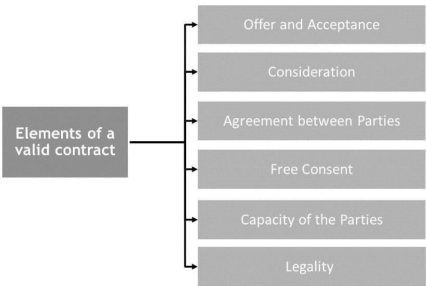 Elements of a
valid contract
Offer and Acceptance
Consideration
Agreement between Parties
Free Consent
Capacity of the Parties
Legality